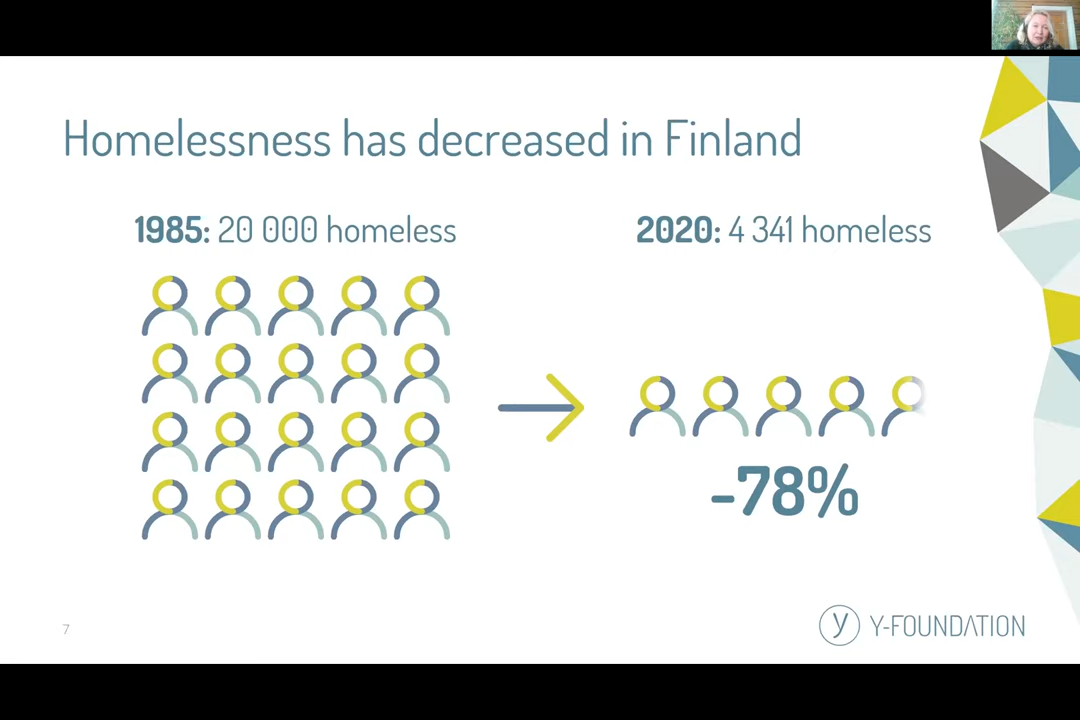 Homelessness has decreased in Finland
1985: 20 000 homeless
2020: 4 341 homeless
-78%
7
y Y-FOUNDATION